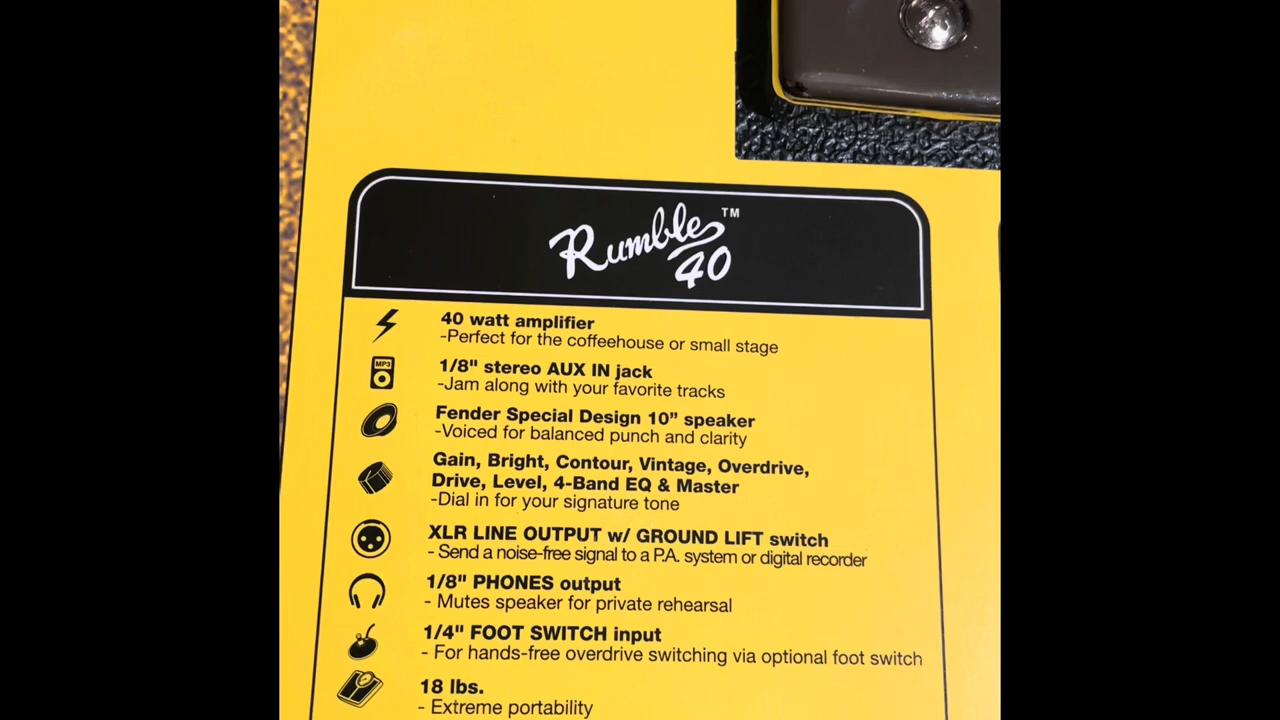 Rumble™
40
40 watt amplifier
-Perfect for the coffeehouse or small stage
MP3
1/8" stereo AUX IN jack
-Jam along with your favorite tracks
Fender Special Design 10” speaker
-Voiced for balanced punch and clarity
Gain, Bright, Contour, Vintage, Overdrive,
Drive, Level, 4-Band EQ & Master
-Dial in for your signature tone
XLR LINE OUTPUT w/ GROUND LIFT switch
- Send a noise-free signal to a P.A. system or digital recorder
1/8" PHONES output
- Mutes speaker for private rehearsal
1/4" FOOT SWITCH input
- For hands-free overdrive switching via optional foot switch
18 lbs.
- Extreme portability